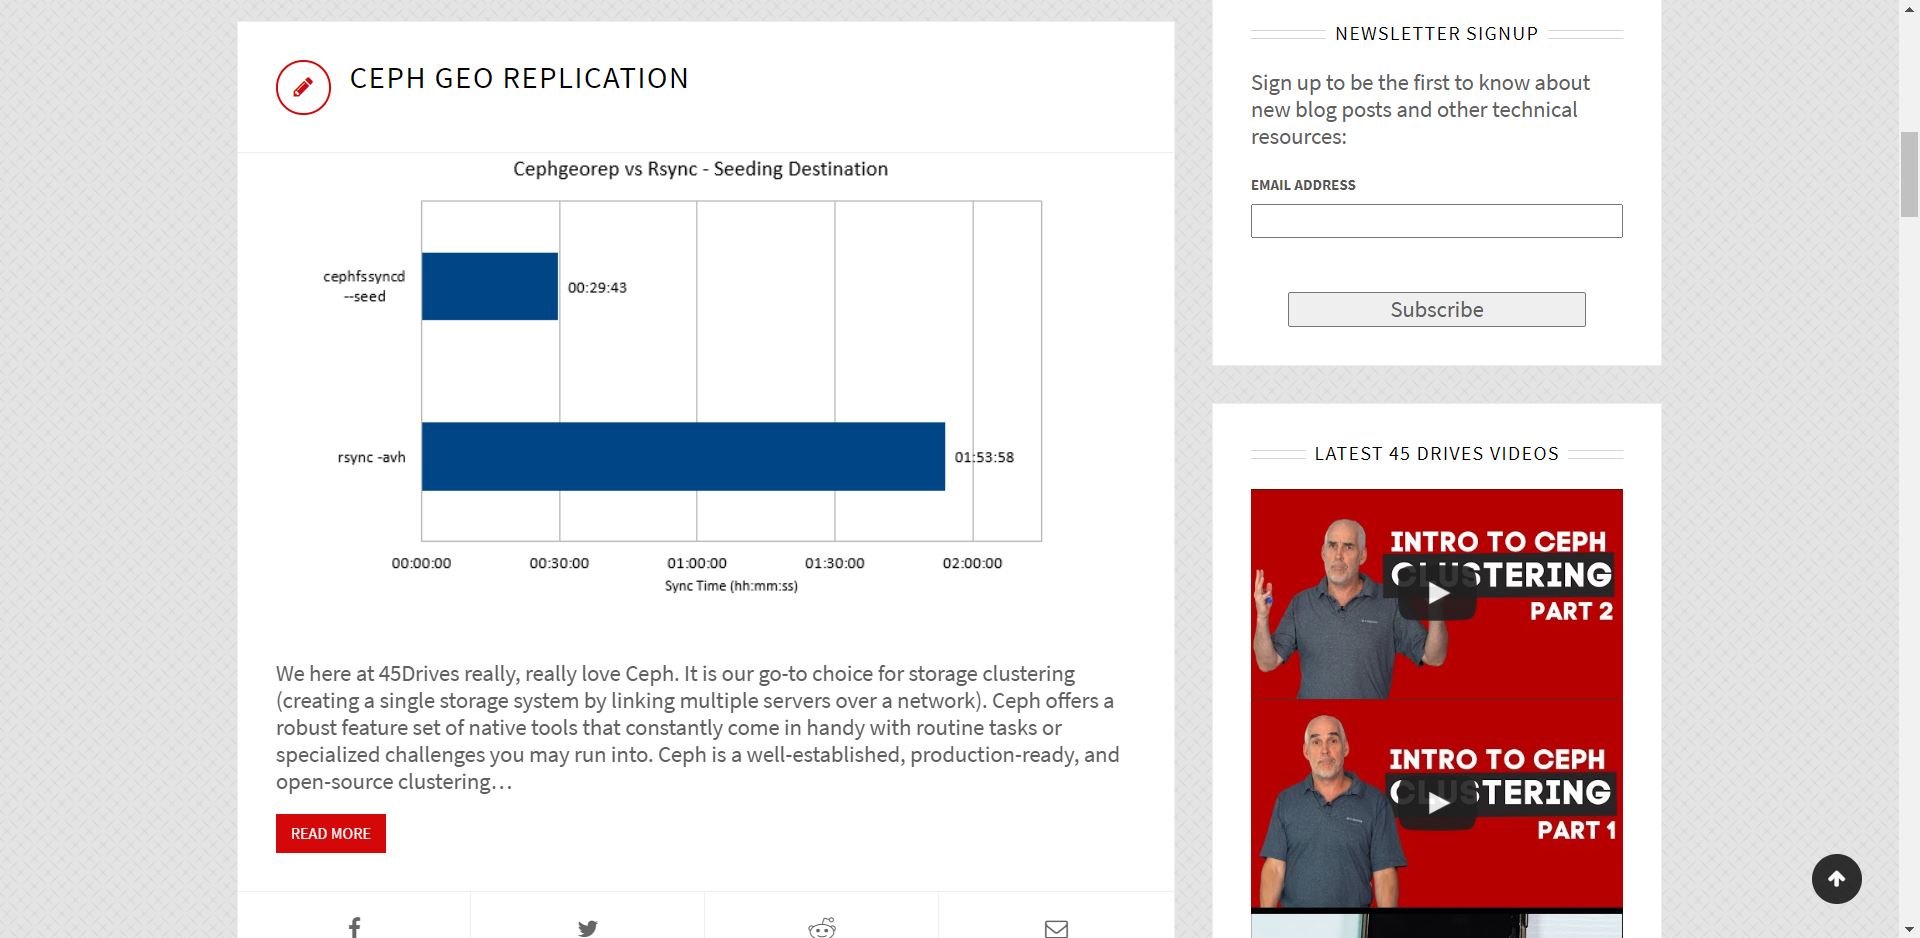 CEPH GEO REPLICATION
Cephgeorep vs Rsync - Seeding Destination
cephfssyncd
--seed
00:29:43
rsync -avh
01:53:58
00:00:00 00:30:00 01:00:00 01:30:00 02:00:00
Sync Time (hh:mm:ss)
We here at 45Drives really, really love Ceph. It is our go-to choice for storage clustering
(creating a single storage system by linking multiple servers over a network). Ceph offers a
robust feature set of native tools that constantly come in handy with routine tasks or
specialized challenges you may run into. Ceph is a well-established, production-ready, and
open-source clustering…
READ MORE
NEWSLETTER SIGNUP
Sign up to be the first to know about
new blog posts and other technical
resources:
EMAIL ADDRESS
Subscribe
LATEST 45 DRIVES VIDEOS
INTRO TO CEPH
CLUSTERING
PART 2
INTRO TO CEPH
CLUSTERING
PART 1